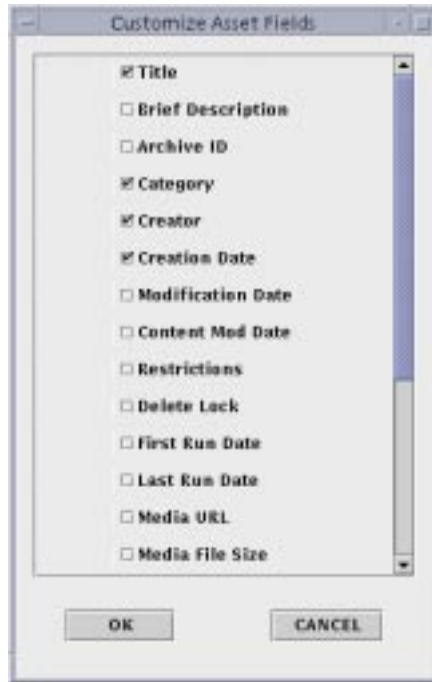 Customize Asset Fields
Title
Brief Description
Archive ID
Category
Creator
Creation Date
Modification Date
Content Mod Date
Restrictions
Delete Lock
First Run Date
Last Run Date
Media URL
Media File Size
OK
CANCEL